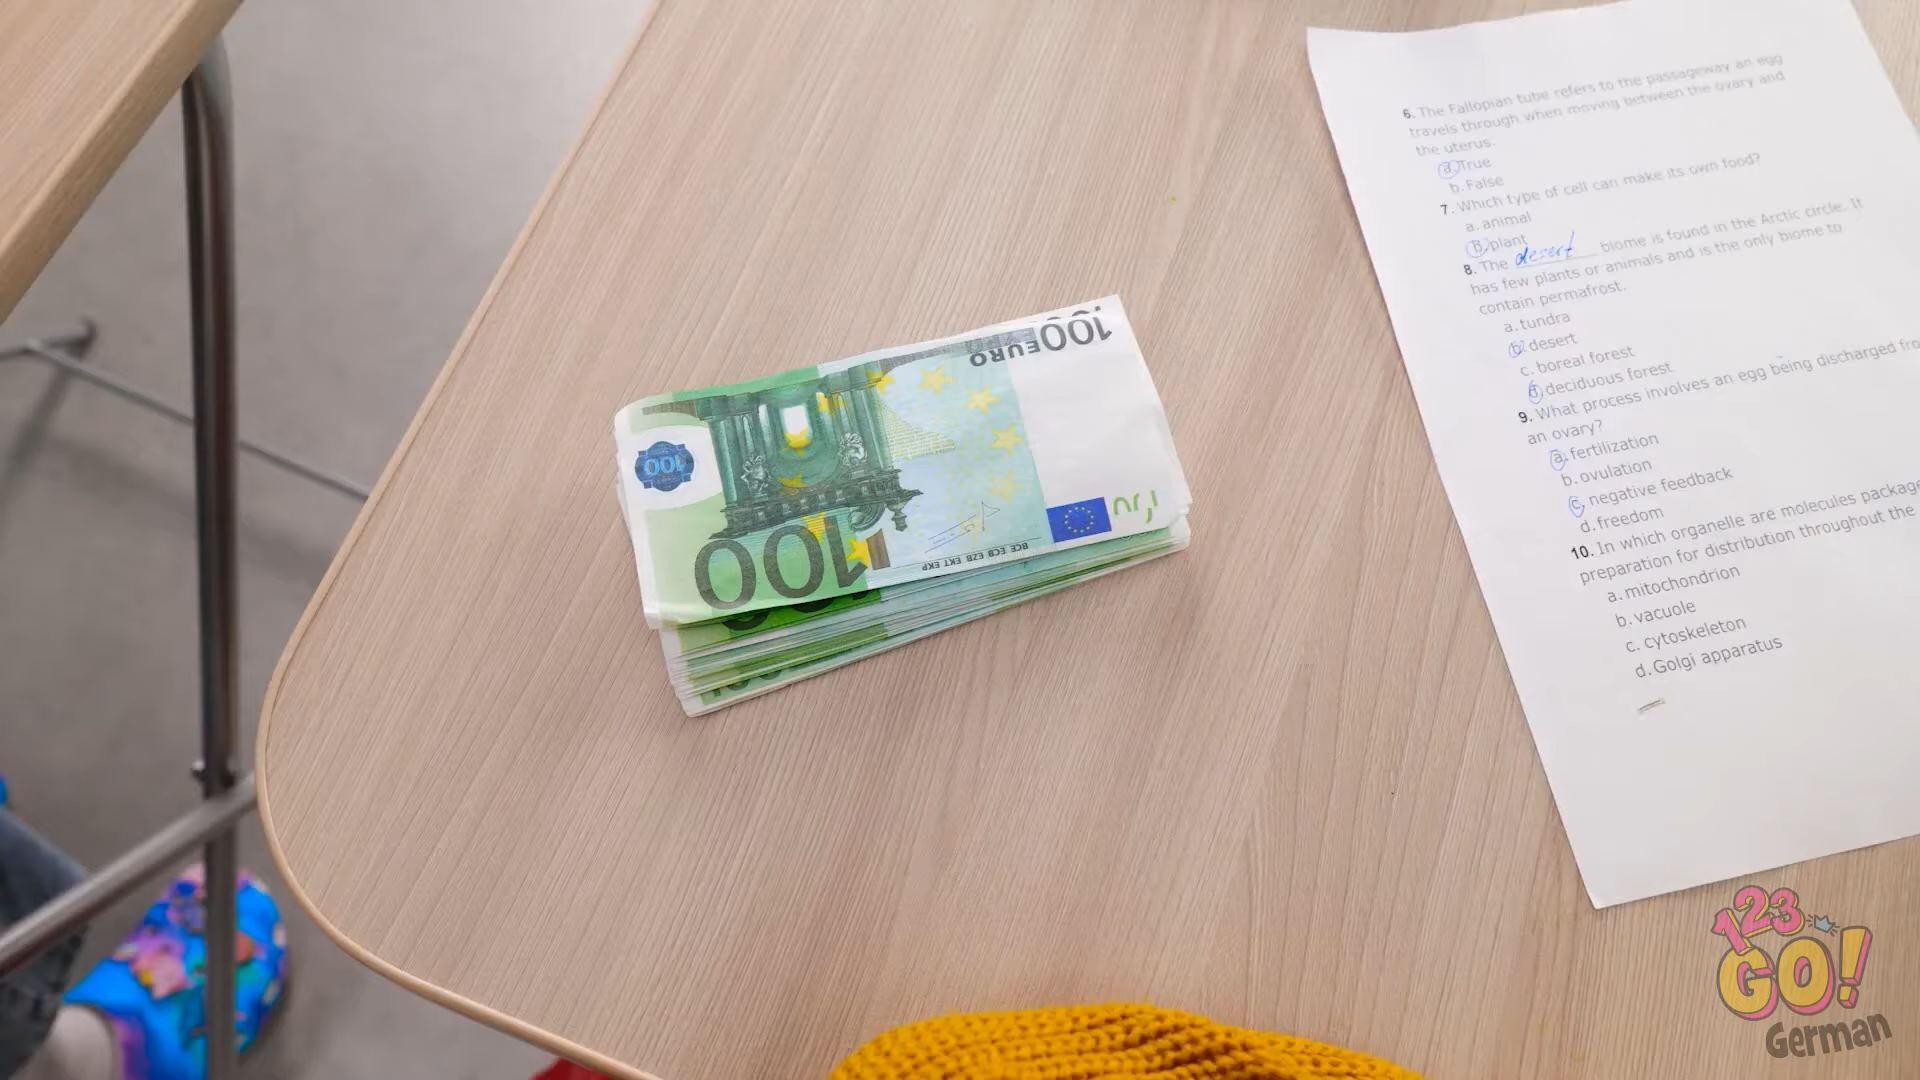 100EURO
100
100
BCE ECB EZB EKT EKP
6. The Fallopian tube refers to the passageway an egg
travels through when moving between the ovary and
the uterus.
a. True
b. False
7. Which type of cell can make its own food?
a. animal
B plant
8. The desert biome is found in the Arctic circle. It
has few plants or animals and is the only biome to
contain permafrost.
a. tundra
b. desert
c. boreal forest
d. deciduous forest
9. What process involves an egg being discharged
an ovary?
a. fertilization
b. ovulation
c. negative feedback
d. freedom
10. In which organelle are molecules
preparation for distribution throughout the
a. mitochondrion
b. vacuole
c. cytoskeleton
d. Golgi apparatus
123
GO!
German